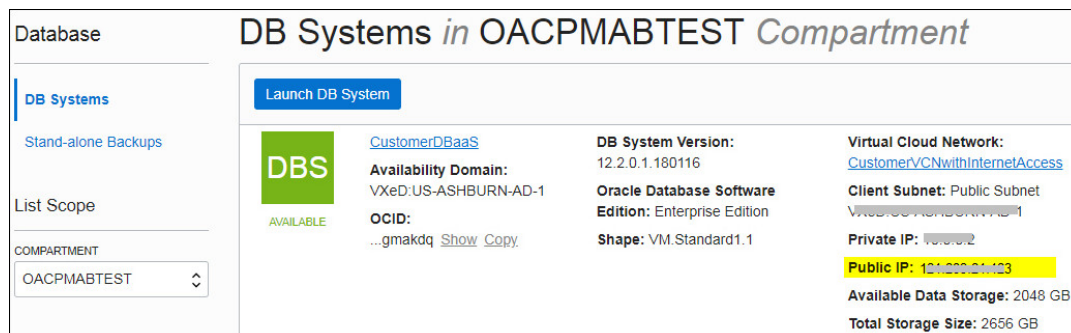 Database
DB Systems in OACPMABTEST Compartment
DB Systems
Stand-alone Backups
List Scope
COMPARTMENT
OACPMABTEST
Launch DB System
DBS
AVAILABLE
CustomerDBaaS
Availability Domain:
VXeD:US-ASHBURN-AD-1
OCID:
...gmakdq Show Copy
DB System Version:
12.2.0.1.180116
Oracle Database Software
Edition: Enterprise Edition
Shape: VM.Standard1.1
Virtual Cloud Network:
CustomerVCNwithInternetAccess
Client Subnet: Public Subnet
Private IP:
Public IP:
Available Data Storage: 2048 GB
Total Storage Size: 2656 GB